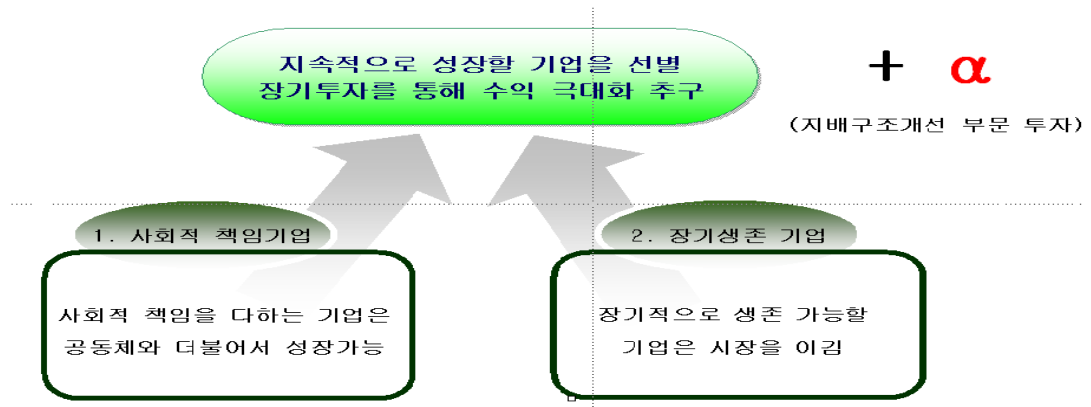 지속적으로 성장할 기업을 선별
장기투자를 통해 수익 극대화 추구
+ α
(지배구조개선 부문 투자)
1. 사회적 책임기업
2. 장기생존 기업
사회적 책임을 다하는 기업은
공동체와 더불어서 성장가능
장기적으로 생존 가능할
기업은 시장을 이김